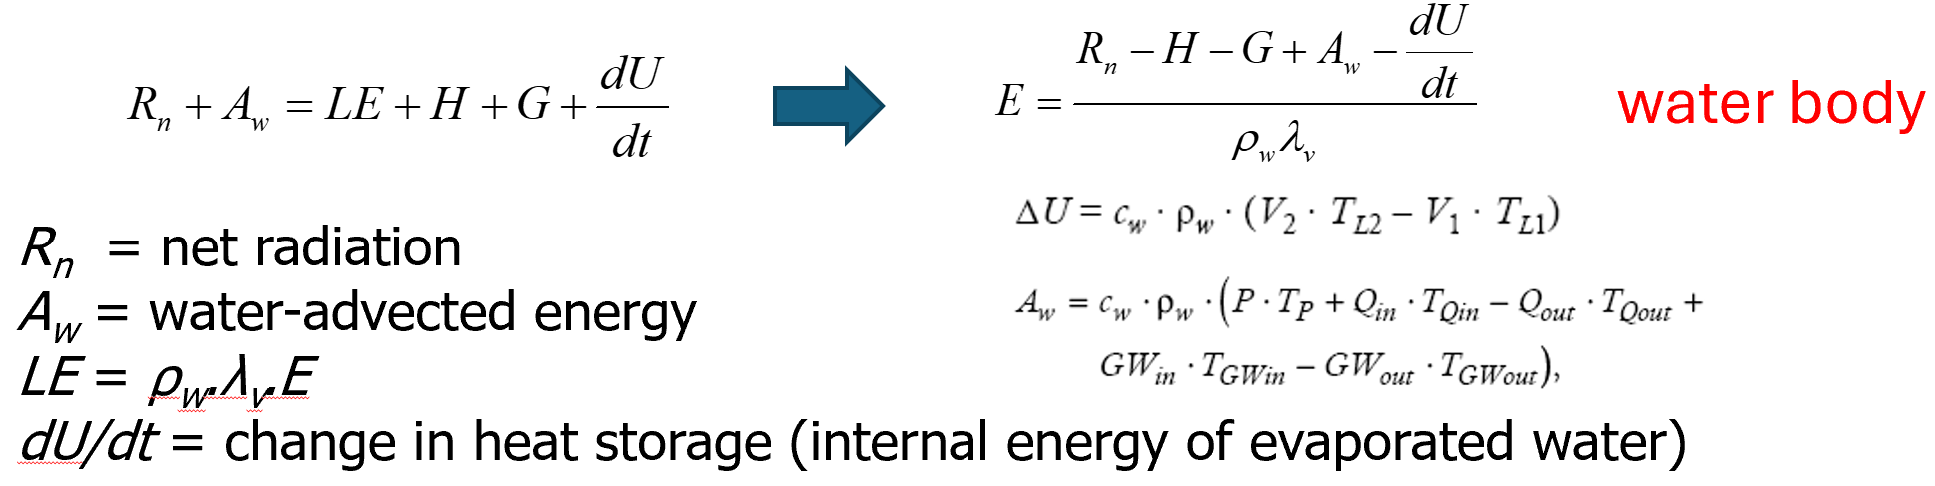 Rn + Aw = LE + H + G + dU/dt
E = (Rn − H − G + Aw − dU/dt) / (ρwλv)
water body
ΔU = cw · ρw · (V2 · TL2 − V1 · TL1)
Aw = cw · ρw · (P · TP + Qin · TQin − Qout · TQout +
GWin · TGWin − GWout · TGWout),
Rn = net radiation
Aw = water-advected energy
LE = ρw.λv.E
dU/dt = change in heat storage (internal energy of evaporated water)